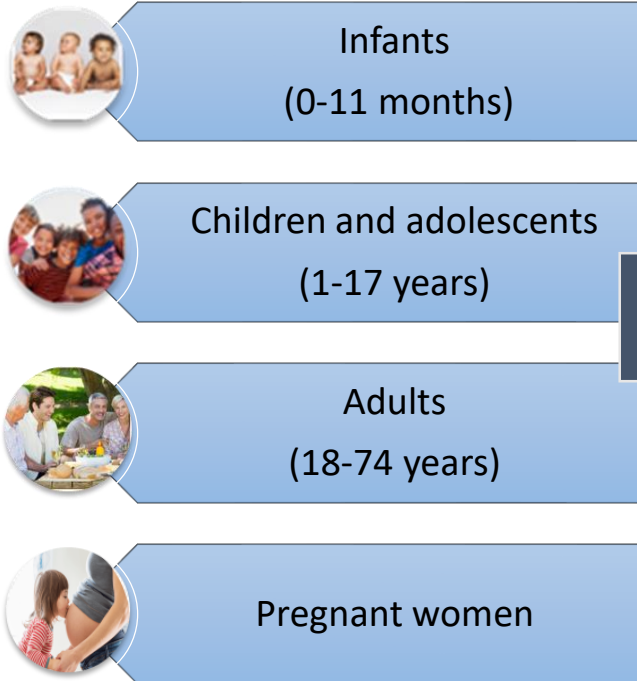 Infants
(0-11 months)
Children and adolescents
(1-17 years)
Adults
(18-74 years)
Pregnant women